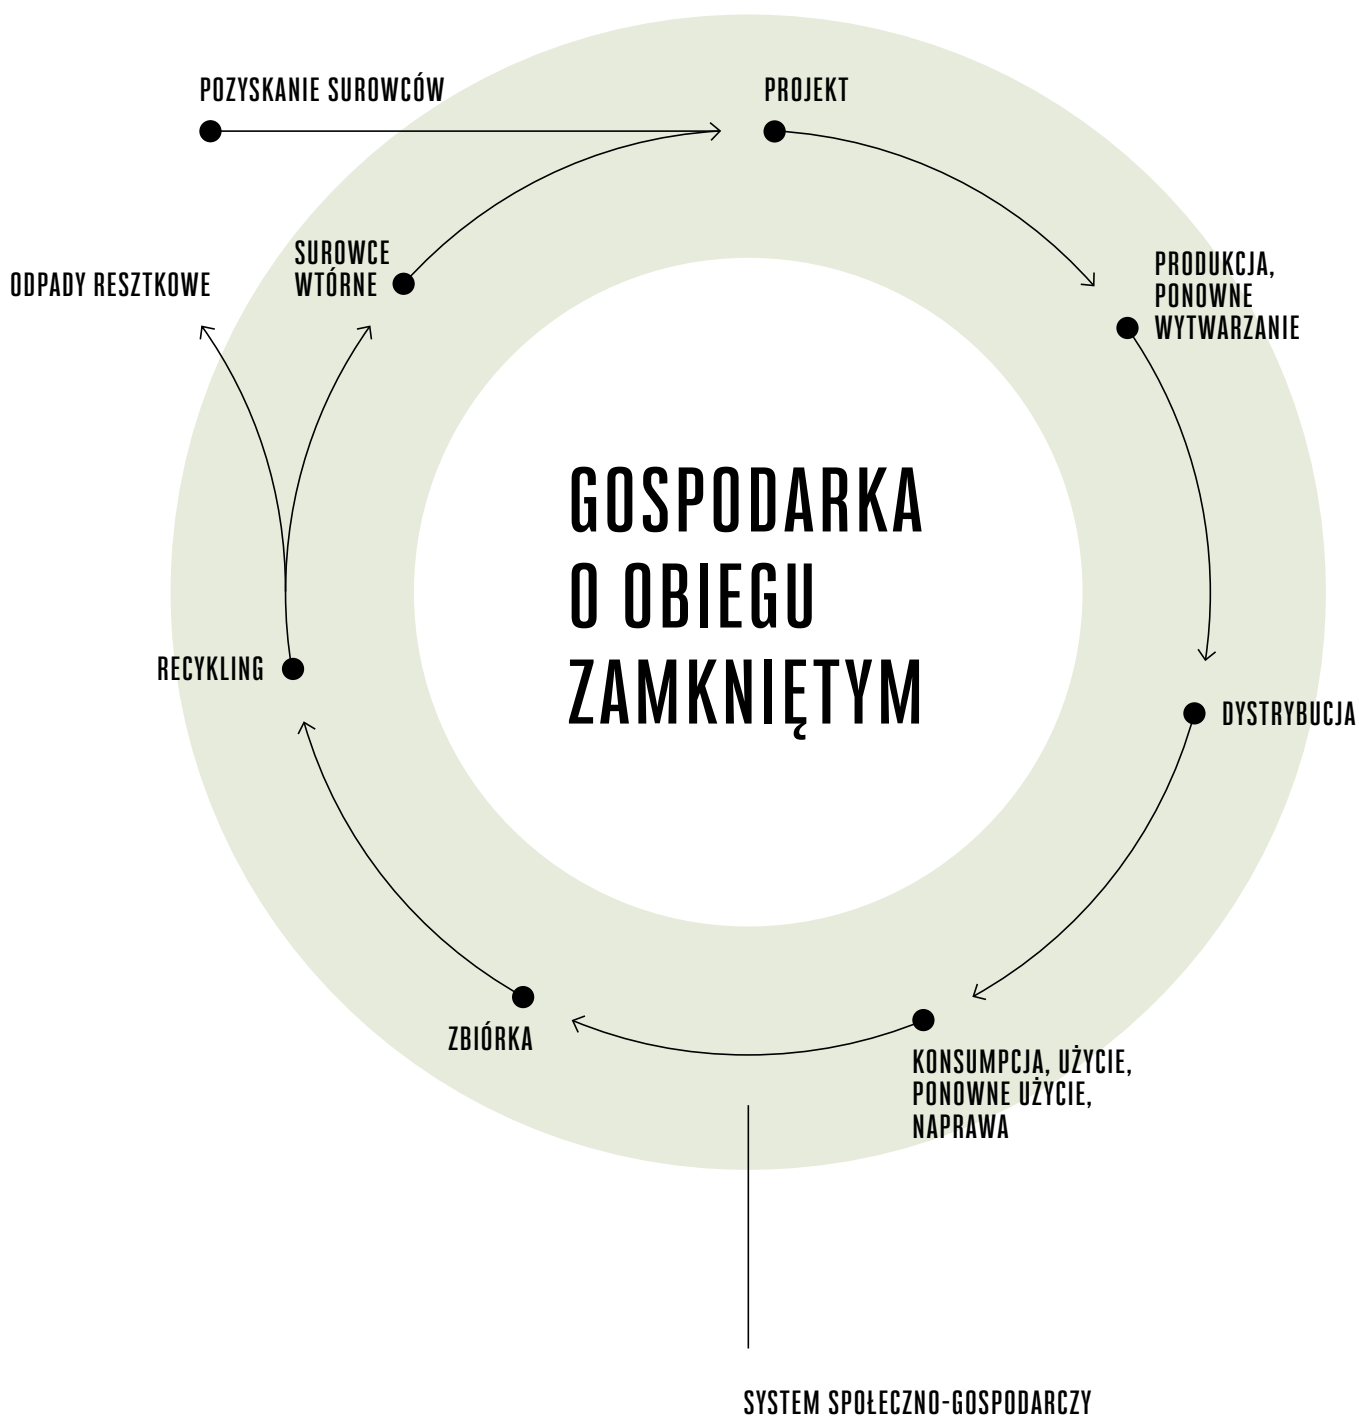 POZYSKANIE SUROWCÓW
PROJEKT
SUROWCE
WTÓRNE
ODPADY RESZTKOWE
PRODUKCJA,
PONOWNE
WYTWARZANIE
GOSPODARKA
O OBIEGU
ZAMKNIĘTYM
RECYKLING
DYSTRYBUCJA
ZBIÓRKA
KONSUMPCJA, UŻYCIE,
PONOWNE UŻYCIE,
NAPRAWA
SYSTEM SPOŁECZNO-GOSPODARCZY